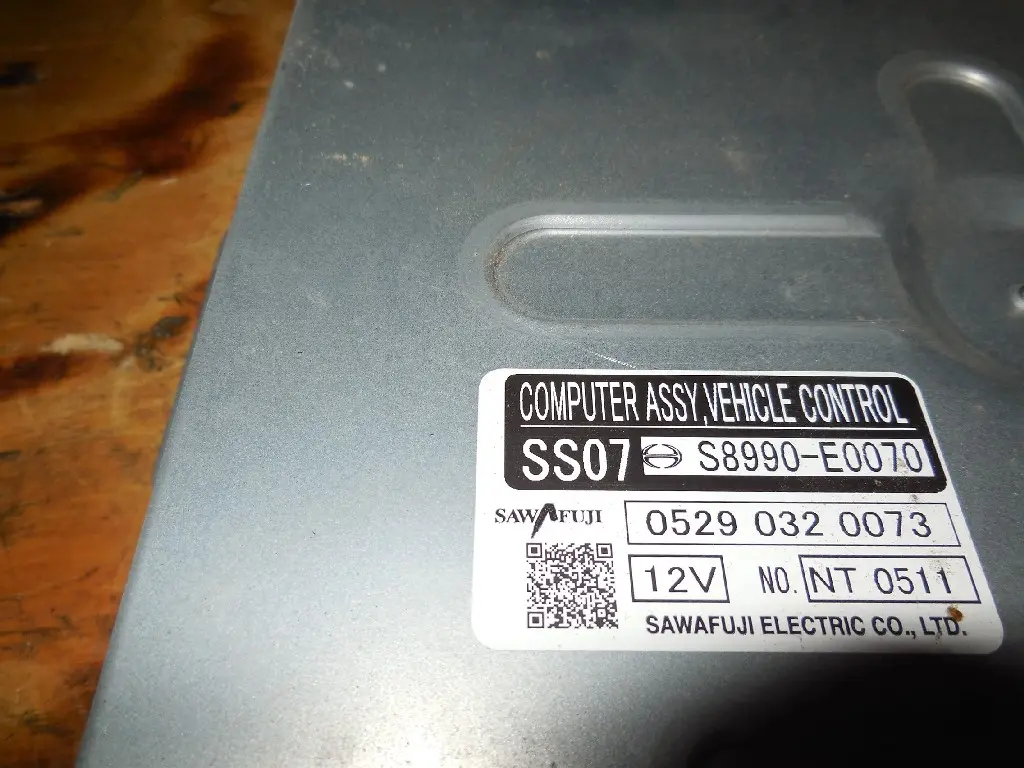 COMPUTER ASSY,VEHICLE CONTROL
SS07 S8990-E0070
SAWAFUJI 0529 032 0073
12V NO. NT 0511
SAWAFUJI ELECTRIC CO., LTD.